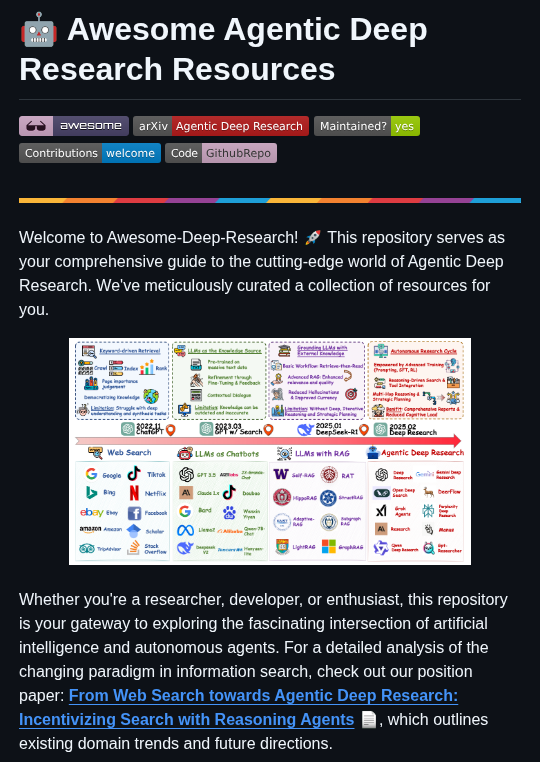 🤖 Awesome Agentic Deep
Research Resources
awesome arXiv Agentic Deep Research Maintained? yes
Contributions welcome Code GithubRepo
Welcome to Awesome-Deep-Research! 🚀 This repository serves as
your comprehensive guide to the cutting-edge world of Agentic Deep
Research. We've meticulously curated a collection of resources for
you.
Keyword-driven Retrieval
Crawl Index Rank
Page importance
judgement
Democratizing Knowledge
Limitation: Struggle with deep
understanding and synthesis tasks
LLMs as the Knowledge Source
Pre-trained on
massive text data
Refinement through
Fine-Tuning & Feedback
Contextual Dialogue
Limitation: Knowledge can be
outdated and inaccurate
Grounding LLMs with
External Knowledge
Basic Workflow: Retrieve-then-Read
Advanced RAG: Enhanced
relevance and quality
Reduced Hallucinations
& Improved Currency
Limitation: Without Deep, Iterative
Reasoning and Strategic Planning
Autonomous Research Cycle
Empowered by Advanced Training
(Prompting, SFT, RL)
Reasoning-Driven Search &
Tool Integration
Multi-Hop Reasoning &
Strategic Planning
Benefit: Comprehensive Reports &
Reduced Cognitive Load
2022.11
ChatGPT
2023.03
GPT w/ Search
2025.01
DeepSeek-R1
2025.02
Deep Research
Web Search
LLMs as Chatbots
LLMs with RAG
Agentic Deep Research
Google Tiktok
Bing Netflix
ebay Ebay Facebook
amazon Amazon Scholar
TripAdvisor Stack
Overflow
GPT 3.5
Claude 1.x Doubao
Bard Wenxin
Yiyan
Llama2 Qwen-7B-
Chat
Deepseek
V2 Hunyuan-
Lite
Self-RAG RAT
HippoRAG StructRAG
Adaptive-
RAG Subgraph
RAG
LightRAG GraphRAG
Deep
Research Gemini Deep
Research
Open Deep
Search DeerFlow
Grok
Agents Perplexity
Deep
Research
Research Manus
Qwen
Deep Research Gpt-
Researcher
Whether you're a researcher, developer, or enthusiast, this repository
is your gateway to exploring the fascinating intersection of artificial
intelligence and autonomous agents. For a detailed analysis of the
changing paradigm in information search, check out our position
paper: From Web Search towards Agentic Deep Research:
Incentivizing Search with Reasoning Agents 📄, which outlines
existing domain trends and future directions.